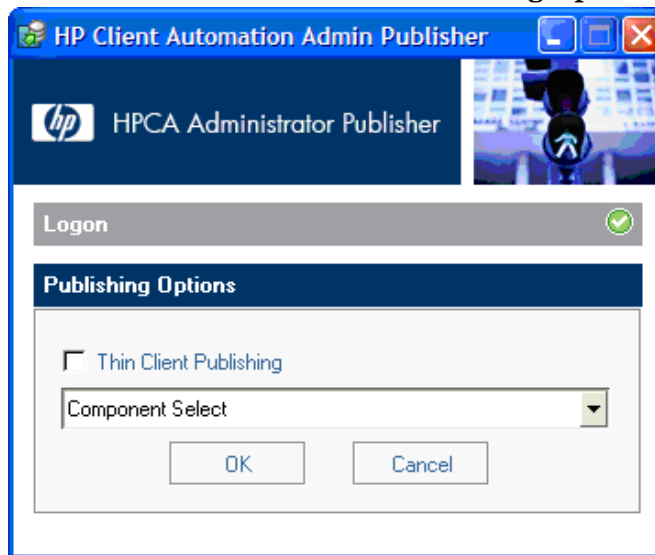 HP Client Automation Admin Publisher
hp
HPCA Administrator Publisher
Logon
Publishing Options
Thin Client Publishing
Component Select
OK
Cancel